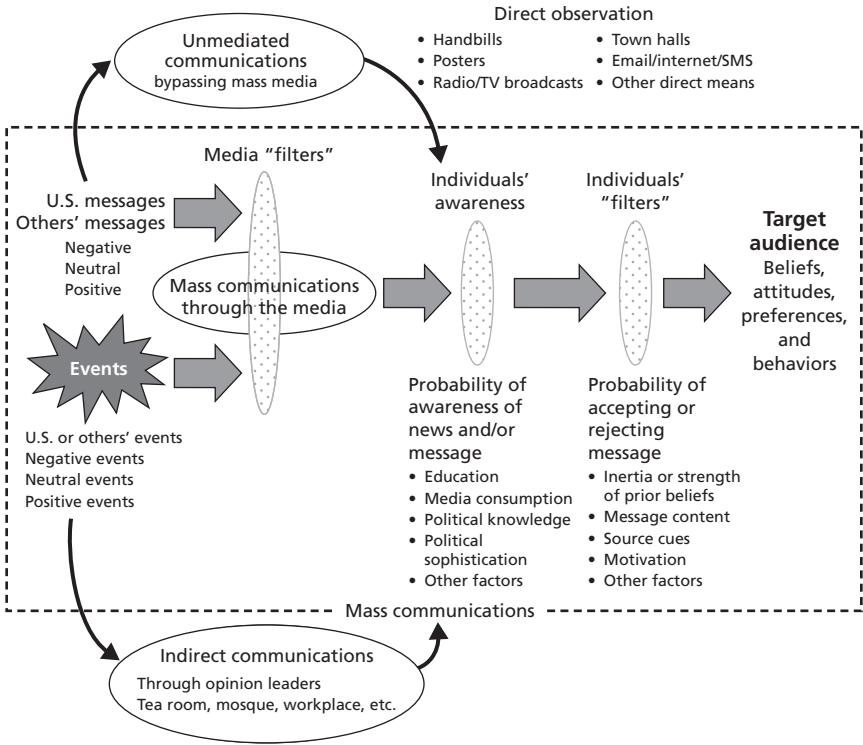 Direct observation
• Handbills
• Posters
• Radio/TV broadcasts
• Town halls
• Email/internet/SMS
• Other direct means
Unmediated
communications
bypassing mass media
Media “filters”
U.S. messages
Others’ messages
Negative
Neutral
Positive
Mass communications
through the media
Events
U.S. or others’ events
Negative events
Neutral events
Positive events
Individuals’
awareness
Probability of
awareness of
news and/or
message
• Education
• Media consumption
• Political knowledge
• Political
sophistication
• Other factors
Individuals’
“filters”
Probability of
accepting or
rejecting
message
• Inertia or strength
of prior beliefs
• Message content
• Source cues
• Motivation
• Other factors
Target
audience
Beliefs,
attitudes,
preferences,
and
behaviors
Mass communications
Indirect communications
Through opinion leaders
Tea room, mosque, workplace, etc.